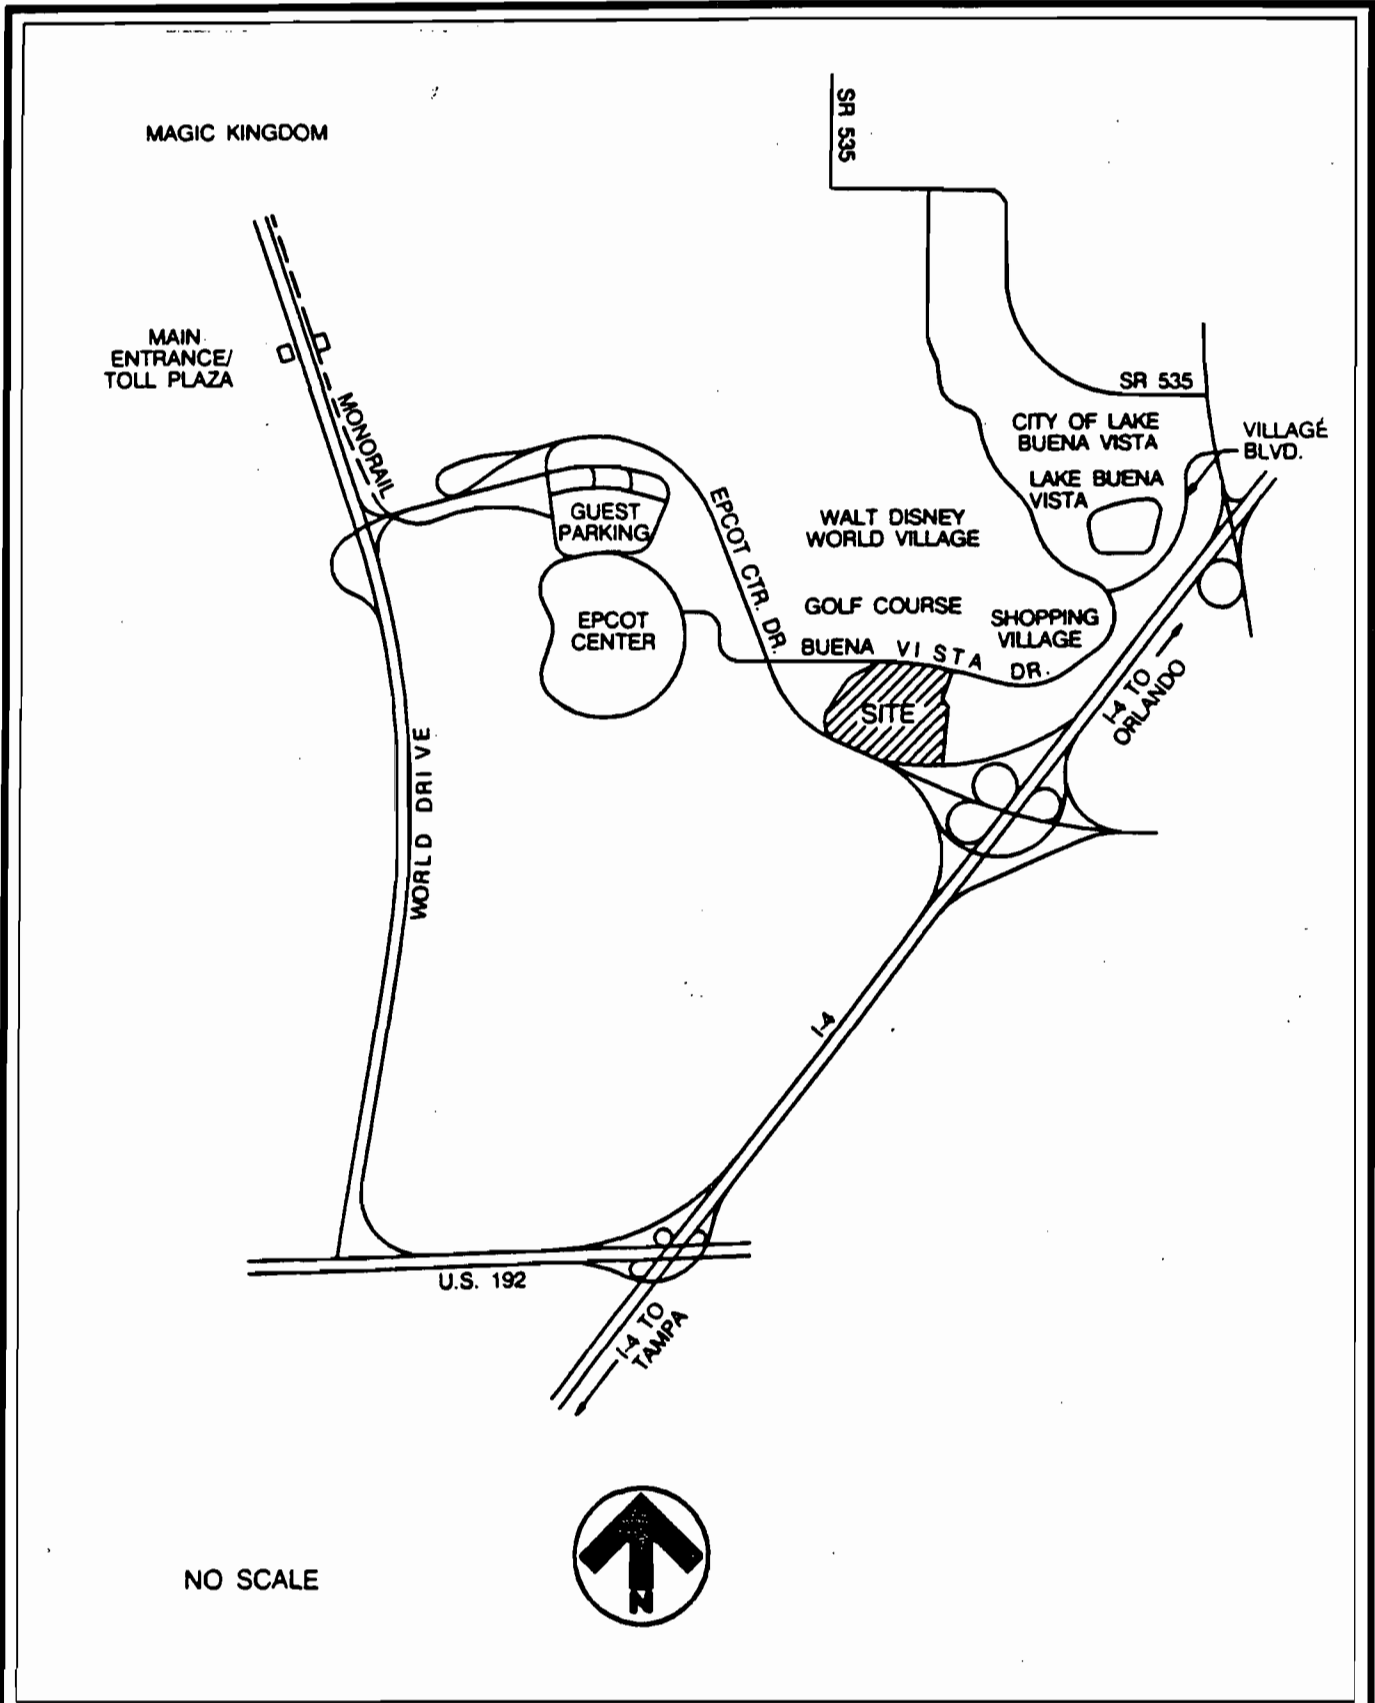 SR 535
MAGIC KINGDOM
MAIN
ENTRANCE/
TOLL PLAZA
MONORAIL
SR 535
CITY OF LAKE
BUENA VISTA
VILLAGE
BLVD.
LAKE BUENA
VISTA
GUEST
PARKING
EPCOT CTR. DR.
WALT DISNEY
WORLD VILLAGE
GOLF COURSE
EPCOT
CENTER
SHOPPING
VILLAGE
BUENA VISTA DR.
SITE
I-4 TO
ORLANDO
WORLD DRIVE
I-4
U.S. 192
I-4 TO
TAMPA
NO SCALE
N